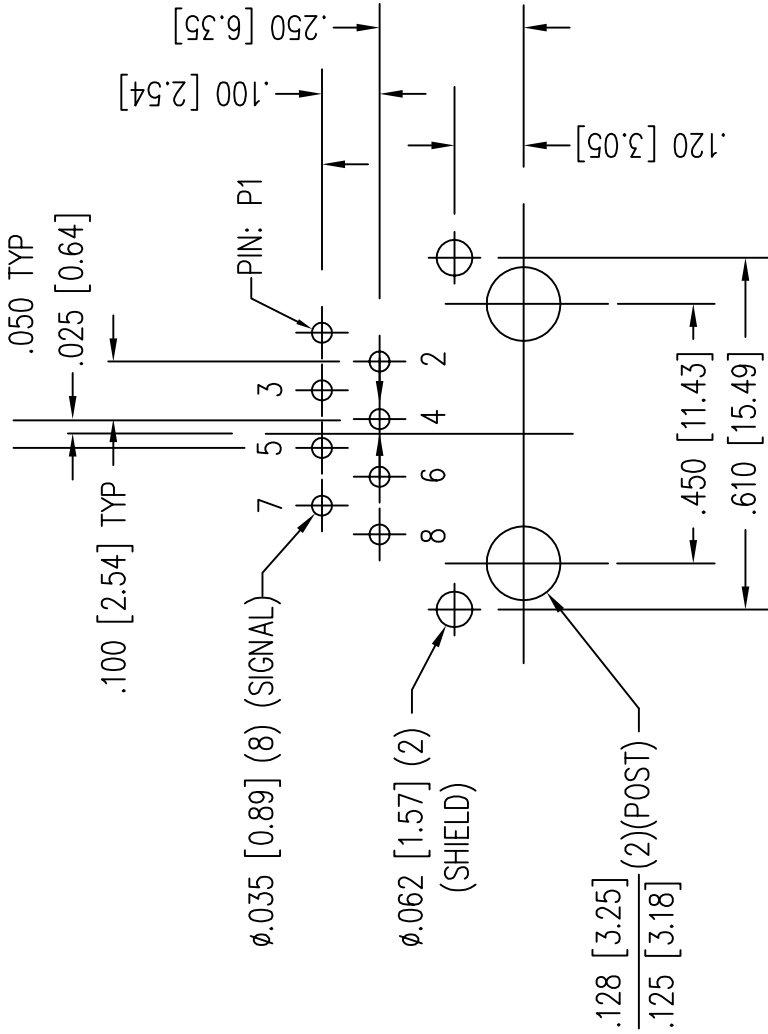 .050 TYP
.025 [0.64]
.100 [2.54] TYP
PIN: P1
.100 [2.54]
.250 [6.35]
.120 [3.05]
7 5 3
8 6 4 2
ø.035 [0.89] (8) (SIGNAL)
ø.062 [1.57] (2)
(SHIELD)
.450 [11.43]
.610 [15.49]
.128 [3.25]
.125 [3.18]
(2)(POST)